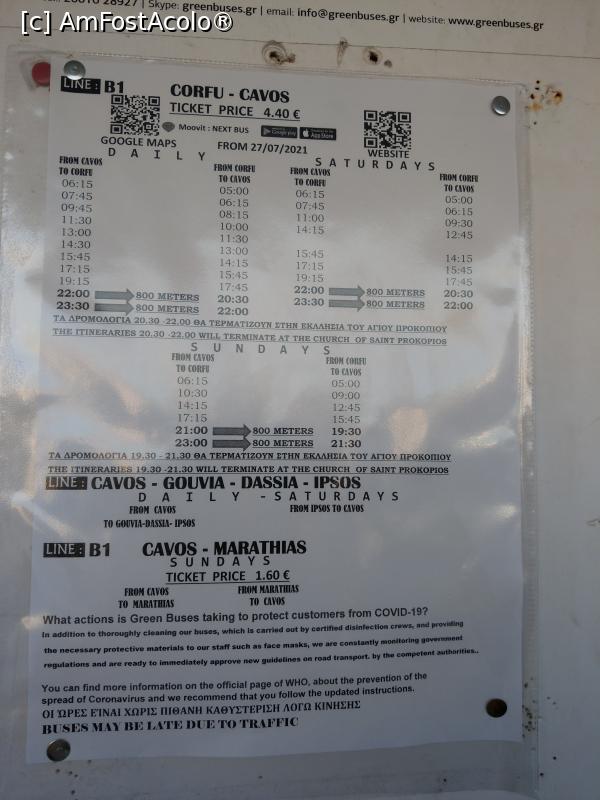 [c] AmFostAcolo®
28927 | Skype: greenbuses.gr | email: info@greenbuses.gr | website: www.greenbuses.gr
LINE: B1 CORFU - CAVOS
TICKET PRICE 4.40 €
Moovit : NEXT BUS Google play App Store
GOOGLE MAPS FROM 27/07/2021 WEBSITE
DAILY SATURDAYS
FROM CAVOS FROM CORFU FROM CAVOS FROM CORFU
TO CORFU TO CAVOS TO CORFU TO CAVOS
06:15 05:00 06:15 05:00
07:45 06:15 07:45 06:15
09:45 08:15 11:00 09:30
11:30 10:00 14:15 12:45
13:00 11:30
14:30 13:00 15:45 14:15
15:45 14:15 17:15 15:45
17:15 15:45 19:15 17:45
19:15 17:45
22:00 800 METERS 20:30 22:00 800 METERS 20:30
23:30 800 METERS 22:00 23:30 800 METERS 22:00
ΤΑ ΔΡΟΜΟΛΟΓΙΑ 20.30 -22.00 ΘΑ ΤΕΡΜΑΤΙΖΟΥΝ ΣΤΗΝ ΕΚΛΗΣΙΑ ΤΟΥ ΑΓΙΟΥ ΠΡΟΚΟΠΙΟΥ
THE ITINERARIES 20.30 -22.00 WILL TERMINATE AT THE CHURCH OF SAINT PROKORIOS
SUNDAYS
FROM CAVOS FROM CORFU
TO CORFU TO CAVOS
06:15 05:00
10:30 09:00
14:15 12:45
17:15 15:45
21:00 800 METERS 19:30
23:00 800 METERS 21:30
ΤΑ ΔΡΟΜΟΛΟΓΙΑ 19.30 -21.30 ΘΑ ΤΕΡΜΑΤΙΖΟΥΝ ΣΤΗΝ ΕΚΛΗΣΙΑ ΤΟΥ ΑΓΙΟΥ ΠΡΟΚΟΠΙΟΥ
THE ITINERARIES 19.30 -21.30 WILL TERMINATE AT THE CHURCH OF SAINT PROKOPIOS
LINE: CAVOS - GOUVIA - DASSIA - IPSOS
DAILY -SATURDAYS
FROM CAVOS FROM IPSOS TO CAVOS
TO GOUVIA-DASSIA- IPSOS
LINE: B1 CAVOS - MARATHIAS
SUNDAYS
TICKET PRICE 1.60 €
FROM CAVOS FROM MARATHIAS
TO MARATHIAS TO CAVOS
What actions is Green Buses taking to protect customers from COVID-19?
In addition to thoroughly cleaning our buses, which is carried out by certified disinfection crews, and providing
the necessary protective materials to our staff such as face masks, we are constantly monitoring government
regulations and are ready to immediately approve new guidelines on road transport. by the competent authorities..
You can find more information on the official page of WHO, about the prevention of the
spread of Coronavirus and we recommend that you follow the updated instructions.
ΟΙ ΏΡΕΣ ΕΊΝΑΙ ΧΩΡΙΣ ΠΙΘΑΝΗ ΚΑΘΥΣΤΕΡΙΣΗ ΛΟΓΩ ΚΙΝΗΣΗΣ
BUSES MAY BE LATE DUE TO TRAFFIC